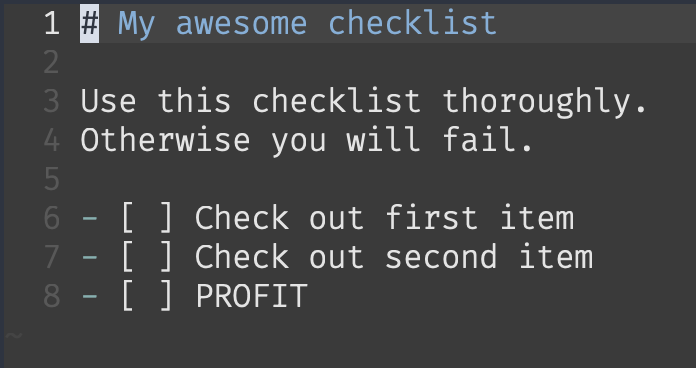 1 # My awesome checklist
2
3 Use this checklist thoroughly.
4 Otherwise you will fail.
5
6 - [ ] Check out first item
7 - [ ] Check out second item
8 - [ ] PROFIT
~